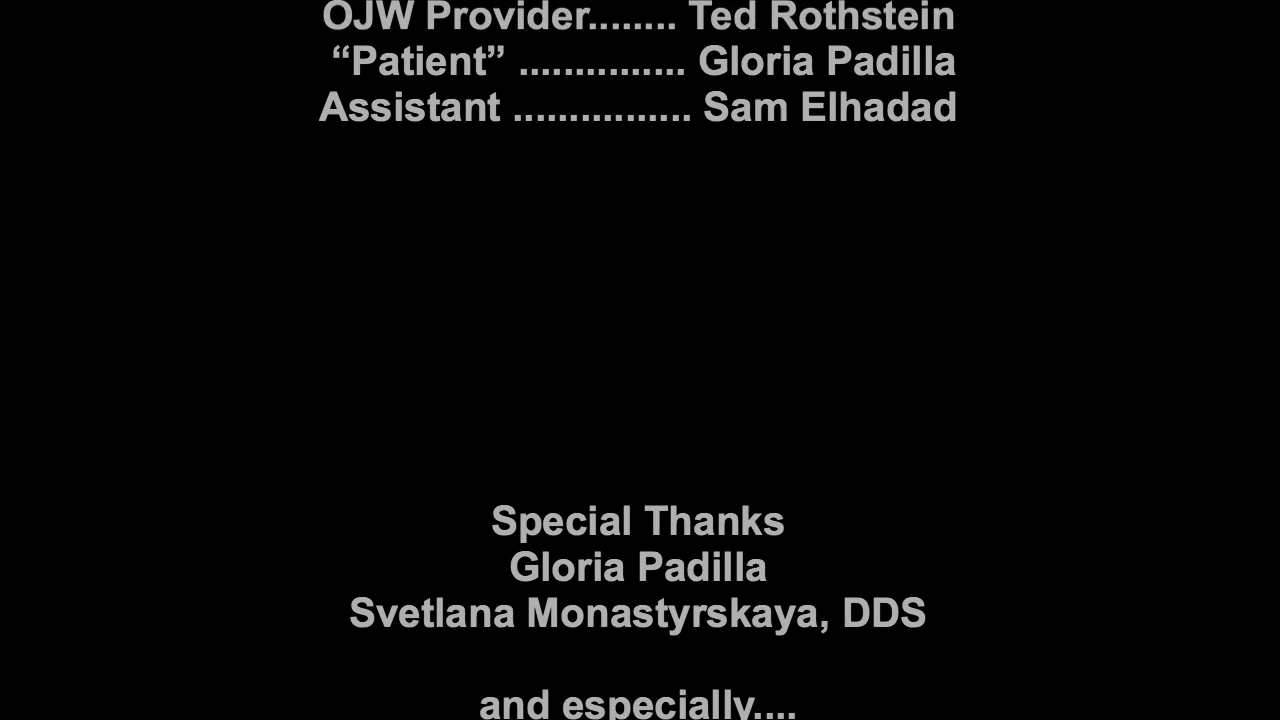 OJW Provider........ Ted Rothstein
“Patient” ............... Gloria Padilla
Assistant ................ Sam Elhadad
Special Thanks
Gloria Padilla
Svetlana Monastyrskaya, DDS
and especially....